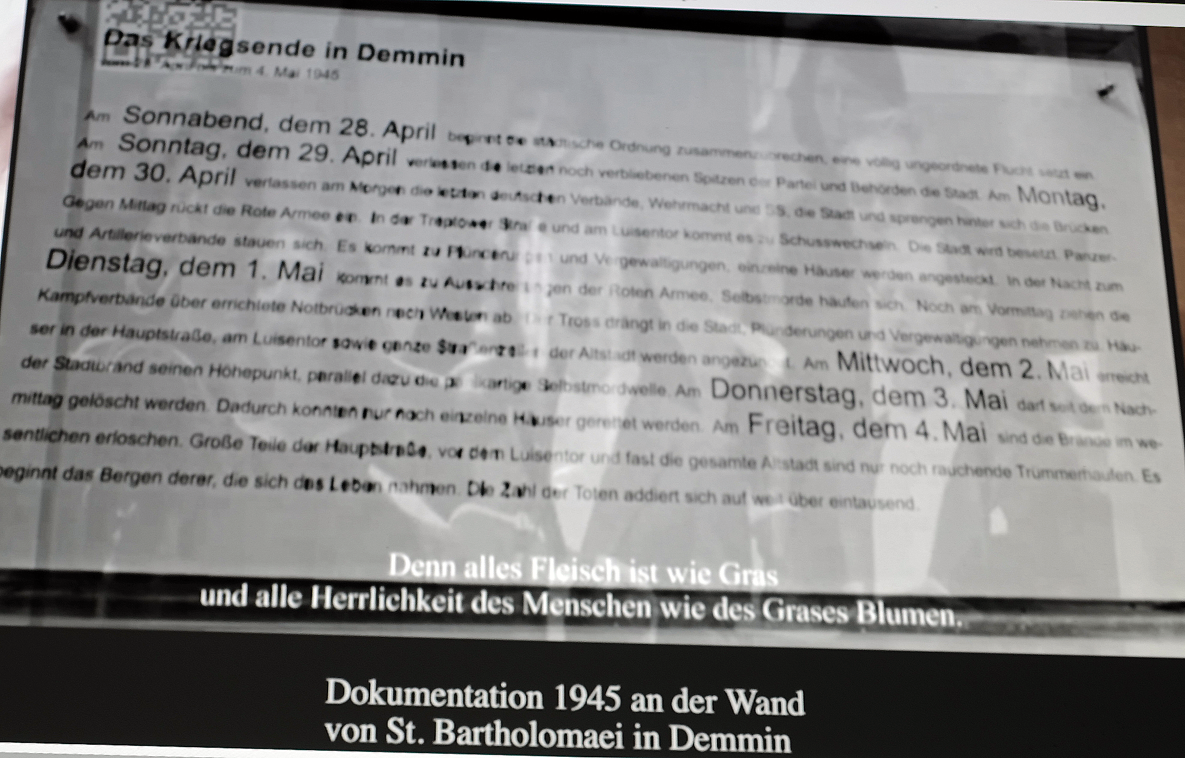 Das Kriegsende in Demmin
zum 4. Mai 1945
Am Sonnabend, dem 28. April beginnt die städtische Ordnung zusammenzubrechen, eine völlig ungeordnete Flucht setzt ein.
Am Sonntag, dem 29. April verlassen die letzten noch verbliebenen Spitzen der Partei und Behörden die Stadt. Am Montag,
dem 30. April verlassen am Morgen die letzten deutschen Verbände, Wehrmacht und SS, die Stadt und sprengen hinter sich die Brücken.
Gegen Mittag rückt die Rote Armee ein. In der Treptower Straße und am Luisentor kommt es zu Schusswechseln. Die Stadt wird besetzt. Panzer-
und Artillerieverbände stauen sich. Es kommt zu Plünderungen und Vergewaltigungen, einzelne Häuser werden angesteckt. In der Nacht zum
Dienstag, dem 1. Mai kommt es zu Ausschreitungen der Roten Armee, Selbstmorde häufen sich. Noch am Vormittag ziehen die
Kampfverbände über errichtete Notbrücken nach Westen ab. Der Tross drängt in die Stadt, Plünderungen und Vergewaltigungen nehmen zu. Häu-
ser in der Hauptstraße, am Luisentor sowie ganze Straßenzeilen der Altstadt werden angezündet. Am Mittwoch, dem 2. Mai erreicht
der Stadtbrand seinen Höhepunkt, parallel dazu die panikartige Selbstmordwelle. Am Donnerstag, dem 3. Mai darf seit dem Nach-
mittag gelöscht werden. Dadurch konnten nur noch einzelne Häuser gerettet werden. Am Freitag, dem 4. Mai sind die Brände im we-
sentlichen erloschen. Große Teile der Hauptstraße, vor dem Luisentor und fast die gesamte Altstadt sind nur noch rauchende Trümmerhaufen. Es
beginnt das Bergen derer, die sich das Leben nahmen. Die Zahl der Toten addiert sich auf weit über eintausend.
Denn alles Fleisch ist wie Gras
und alle Herrlichkeit des Menschen wie des Grases Blumen.
Dokumentation 1945 an der Wand
von St. Bartholomaei in Demmin